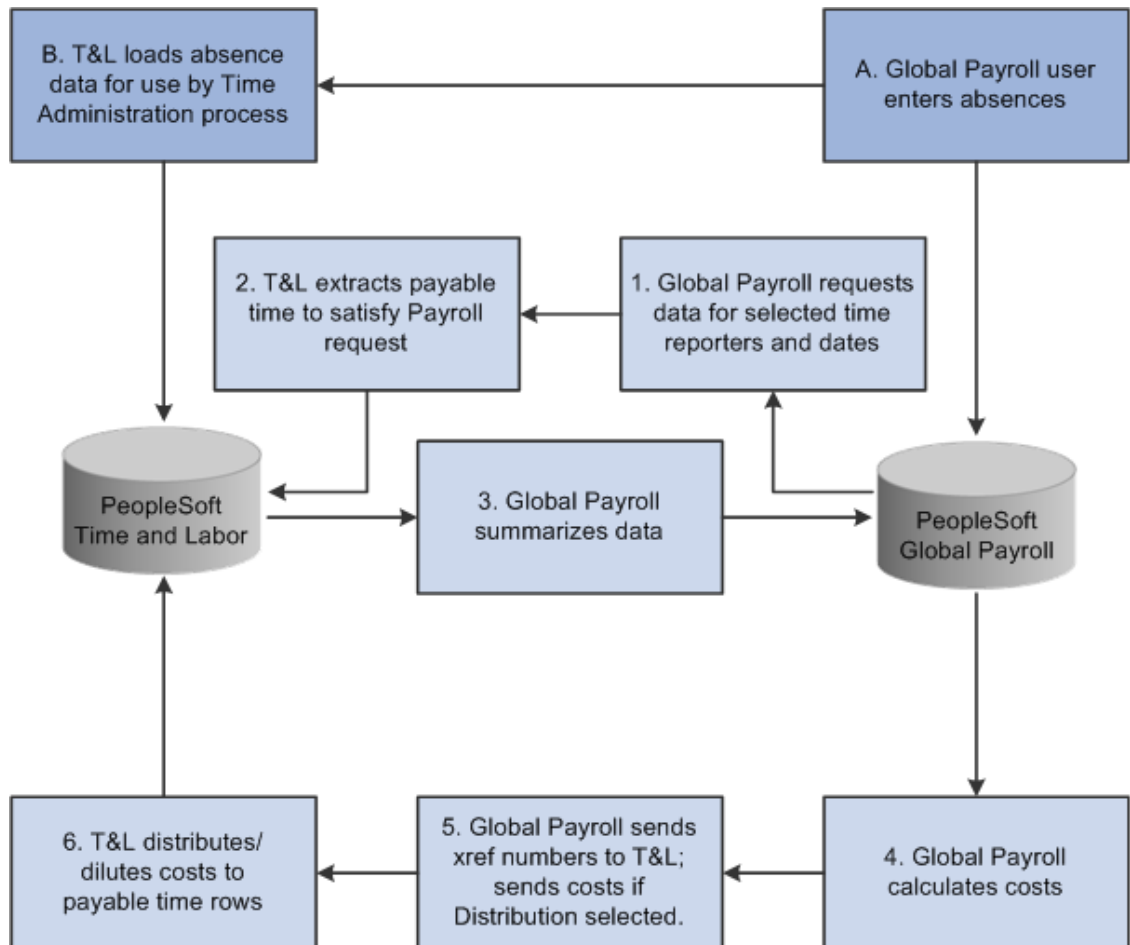 B. T&L loads absence
data for use by Time
Administration process
A. Global Payroll user
enters absences
2. T&L extracts payable
time to satisfy Payroll
request
1. Global Payroll requests
data for selected time
reporters and dates
PeopleSoft
Time and Labor
3. Global Payroll
summarizes data
PeopleSoft
Global Payroll
6. T&L distributes/
dilutes costs to
payable time rows
5. Global Payroll sends
xref numbers to T&L;
sends costs if
Distribution selected.
4. Global Payroll
calculates costs